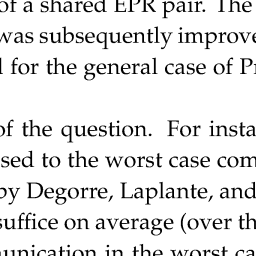 of a shared EPR pair. The
was subsequently improve
for the general case of P
of the question. For insta
sed to the worst case com
by Degorre, Laplante, and
suffice on average (over th
unication in the worst ca